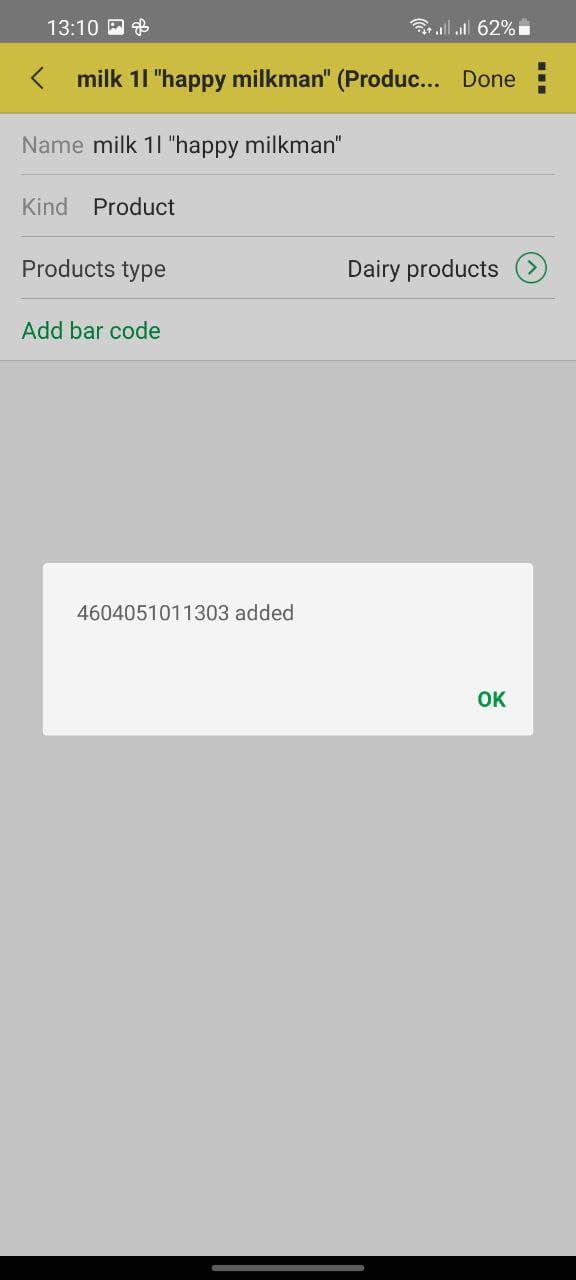 13:10 62%
milk 1l "happy milkman" (Produc... Done
Name milk 1l "happy milkman"
Kind Product
Products type Dairy products
Add bar code
4604051011303 added
OK